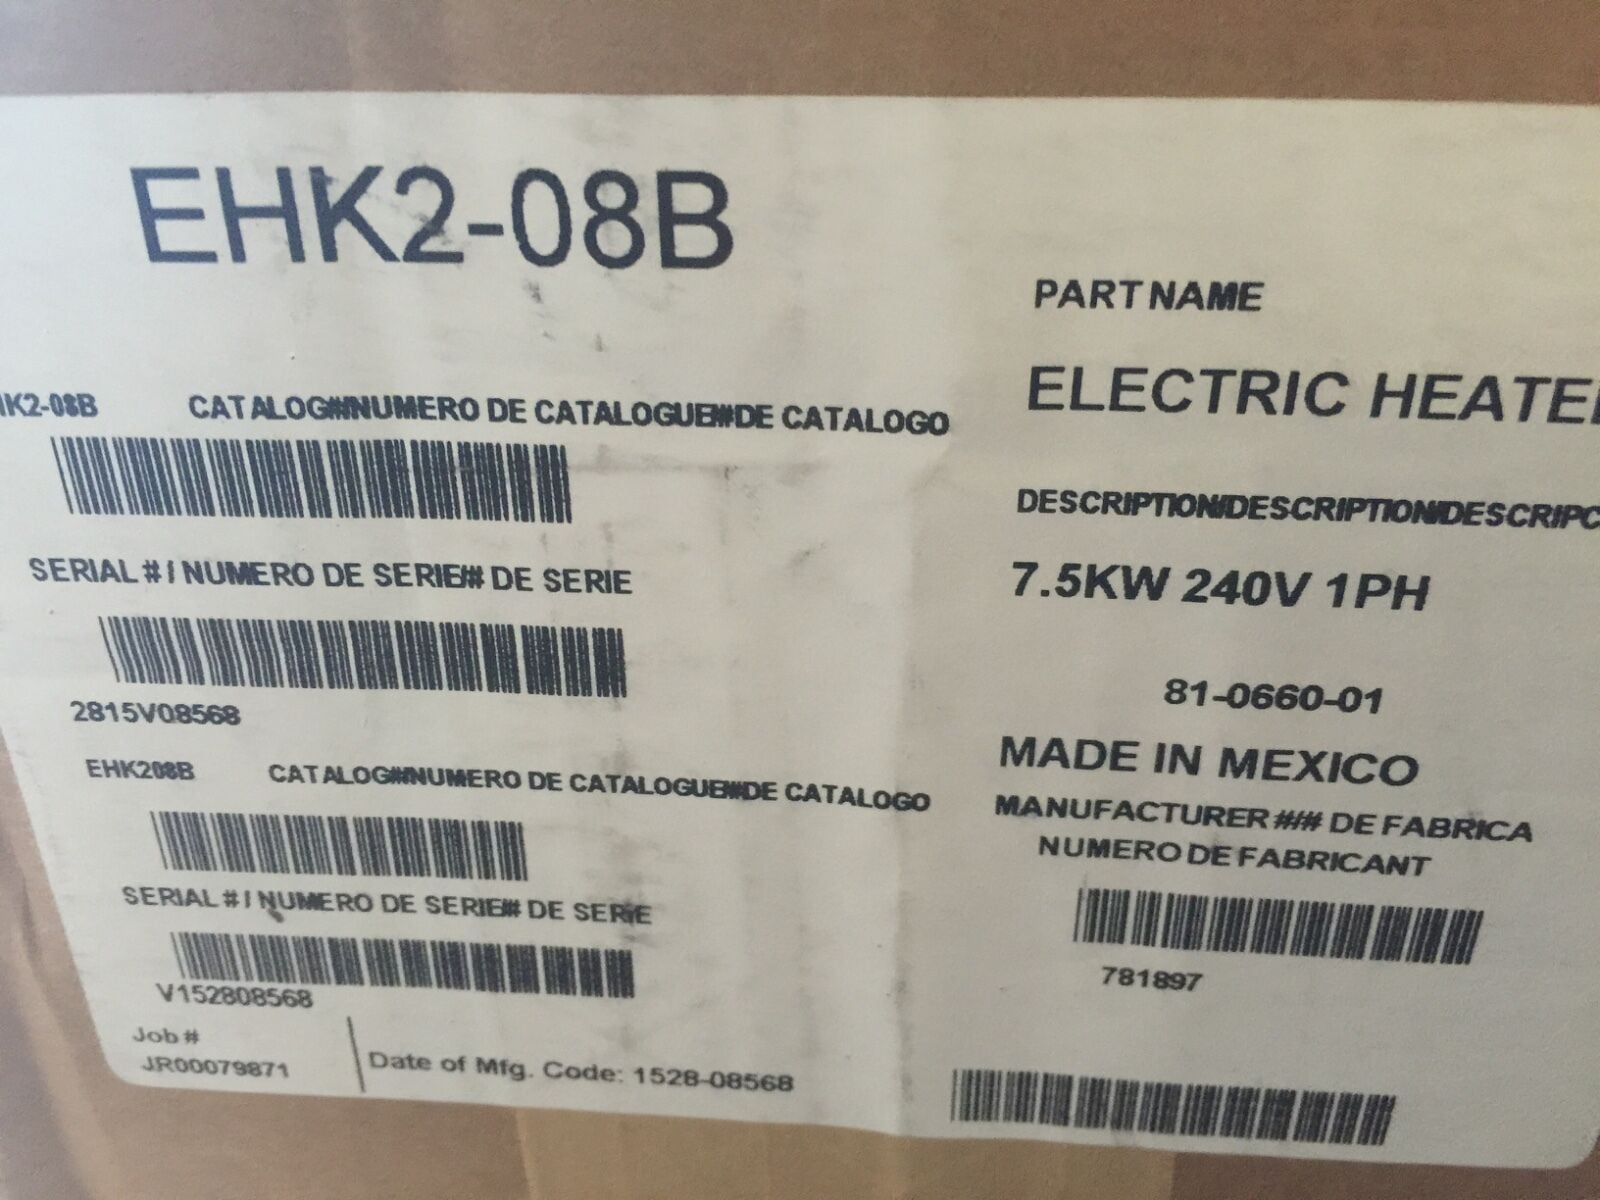 EHK2-08B
HK2-08B CATALOG#/NUMERO DE CATALOGUE/#DE CATALOGO
SERIAL # / NUMERO DE SERIE/# DE SERIE
2815V08568
EHK208B CATALOG#/NUMERO DE CATALOGUE/#DE CATALOGO
SERIAL # / NUMERO DE SERIE/# DE SERIE
V152808568
Job #
JR00079871
Date of Mfg. Code: 1528-08568
PART NAME
ELECTRIC HEATE
DESCRIPTION/DESCRIPTION/DESCRIPC
7.5KW 240V 1PH
81-0660-01
MADE IN MEXICO
MANUFACTURER #/# DE FABRICA
NUMERO DE FABRICANT
781897